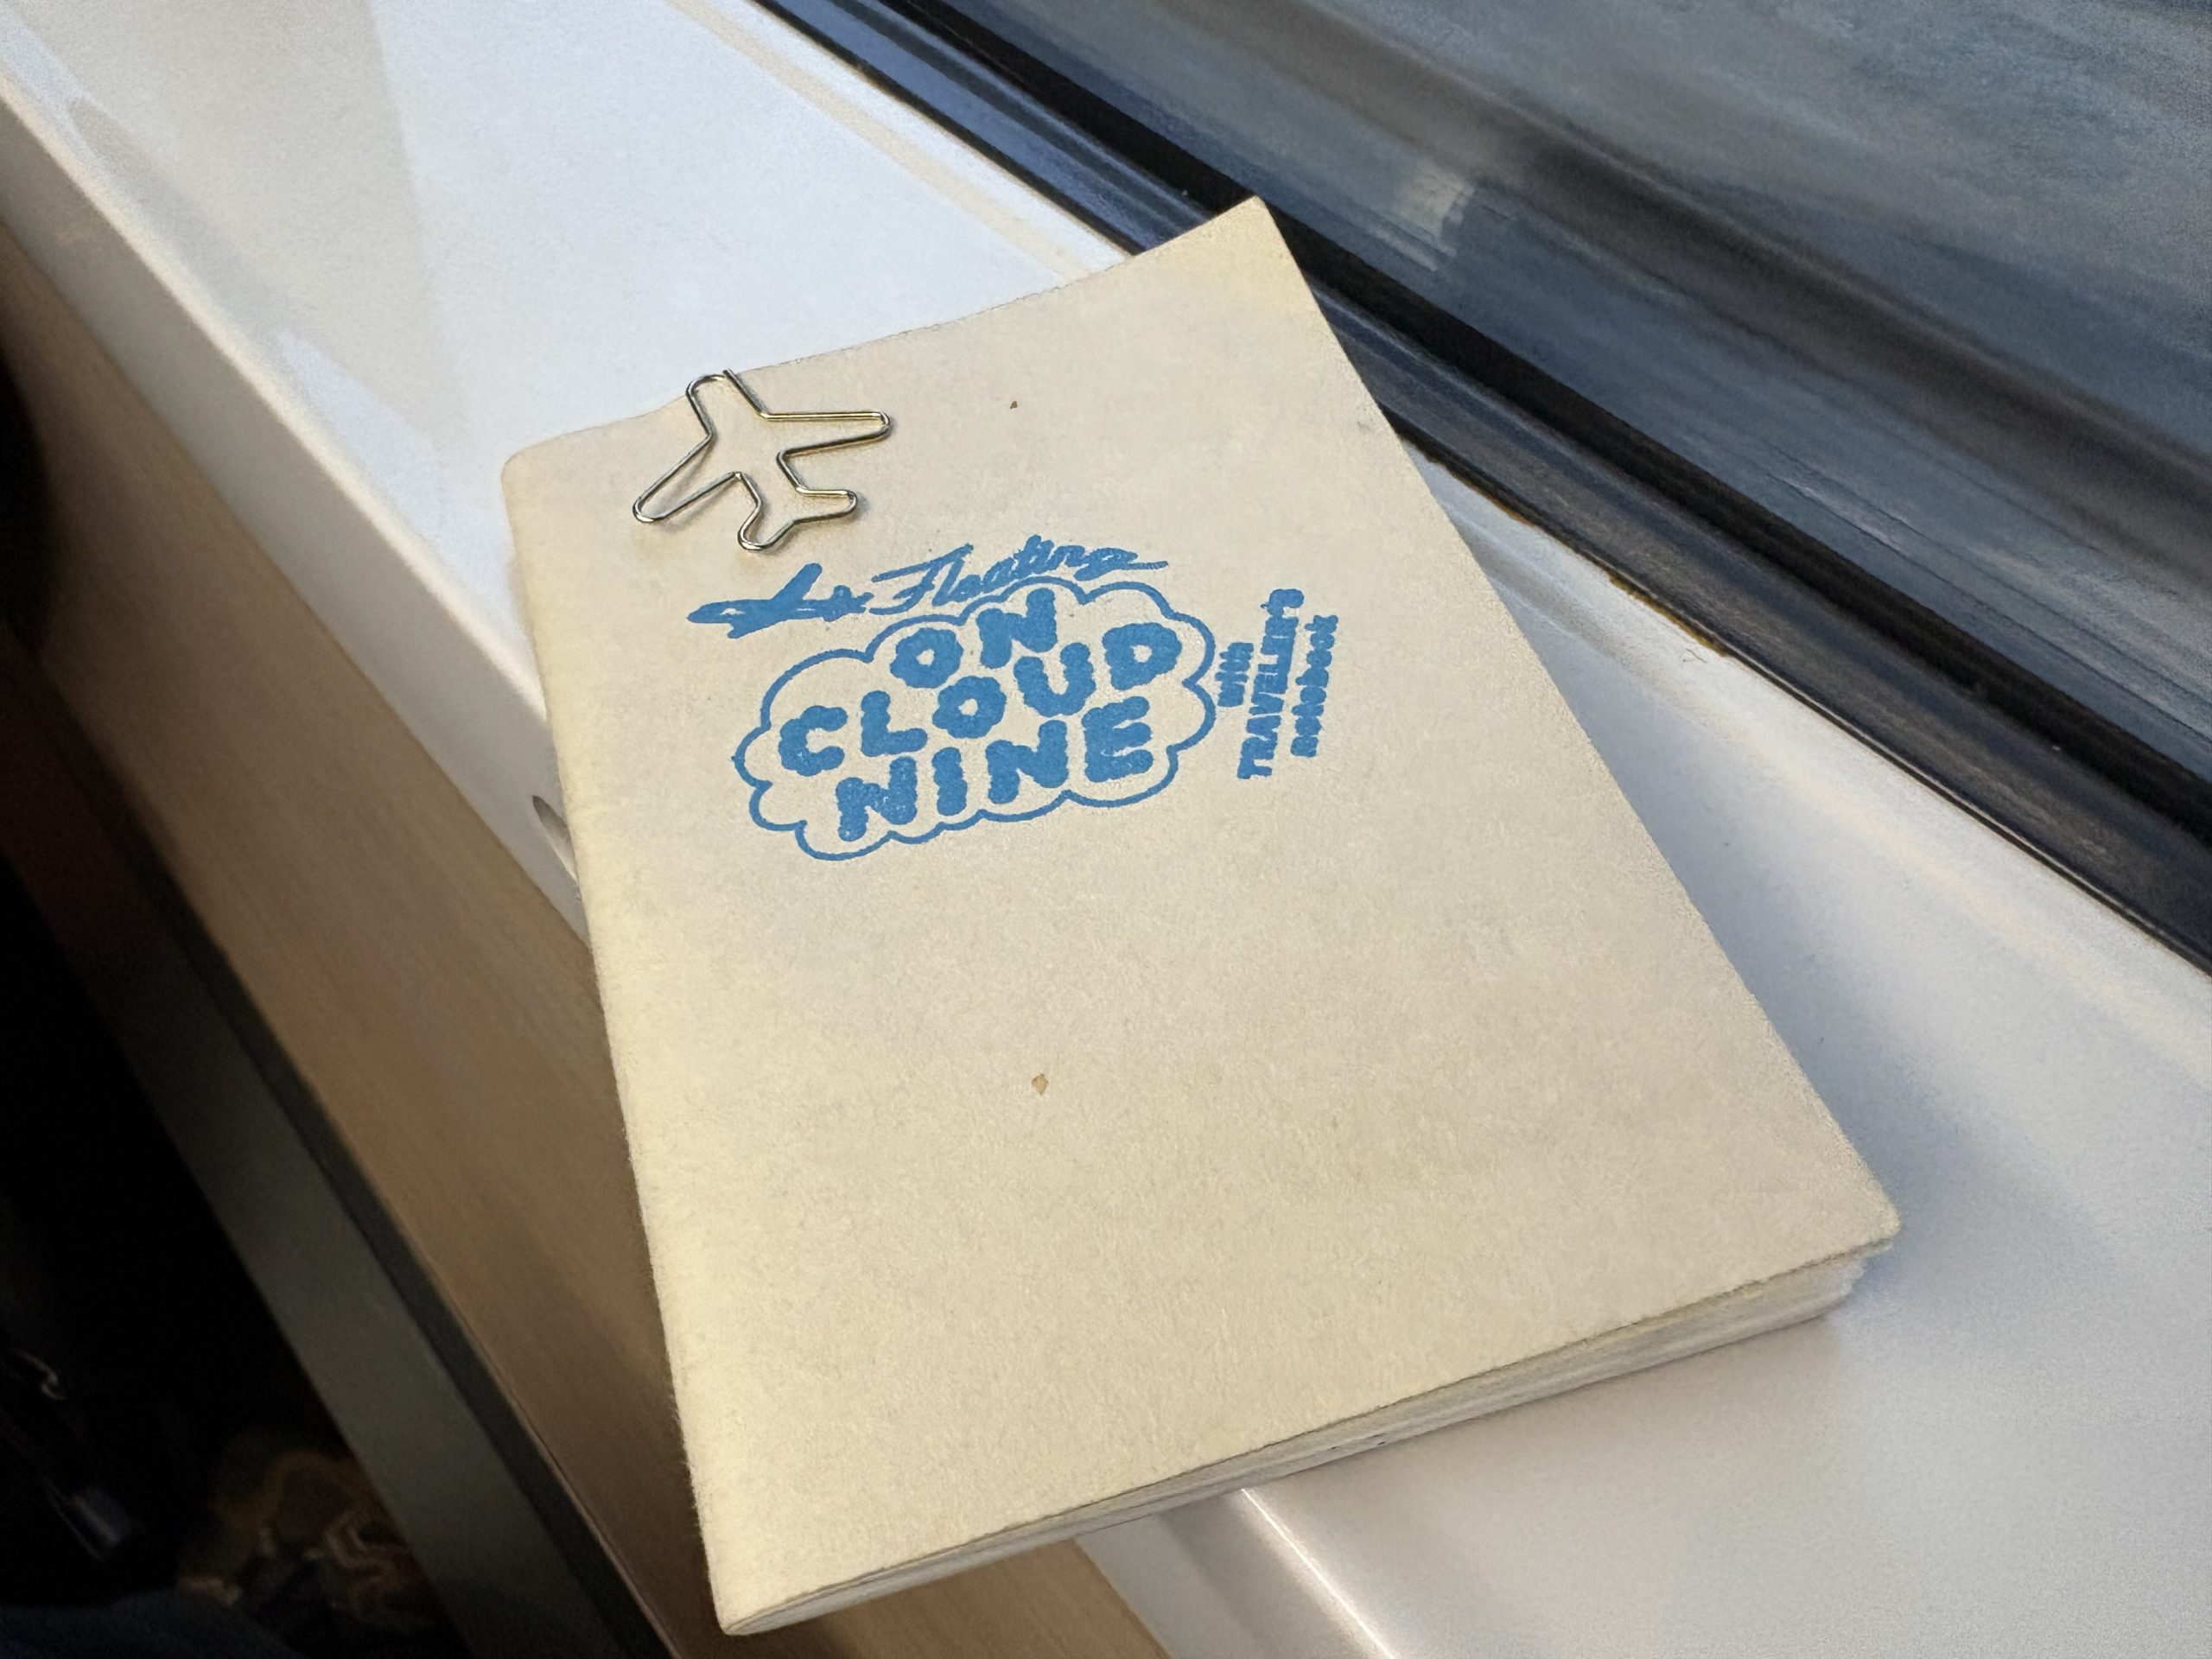 Floating
ON
CLOUD
NINE
with
TRAVELER'S
notebook